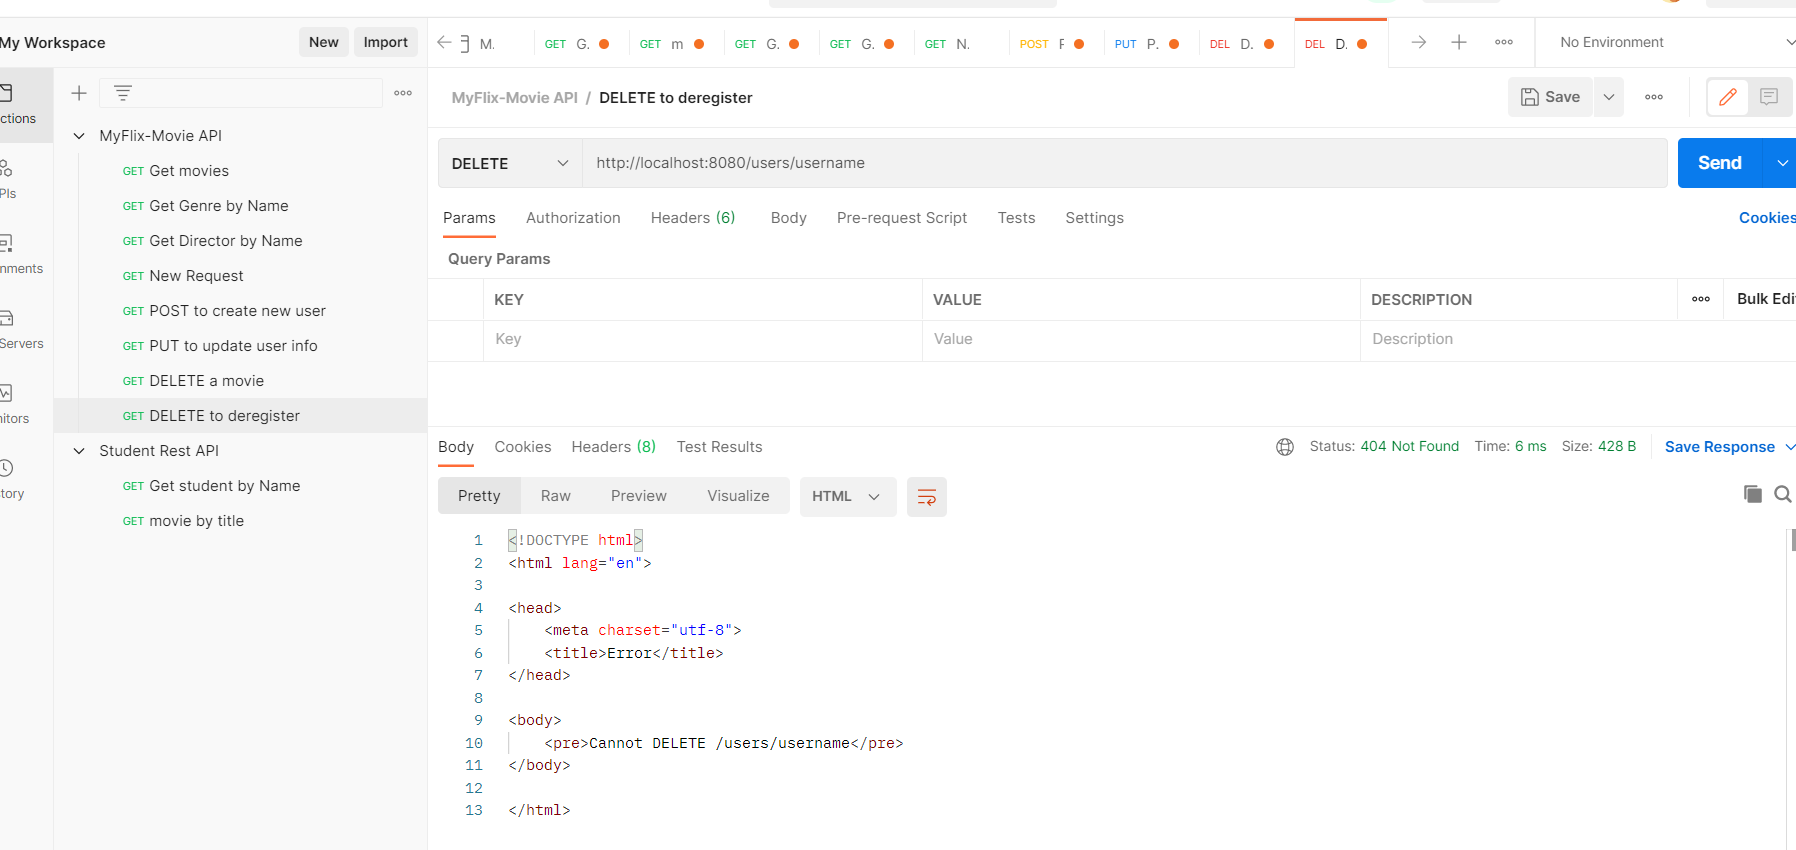 My Workspace
New
Import
M.
GET G.
GET m
GET G.
GET G.
GET N.
POST F
PUT P.
DEL D.
DEL D.
No Environment
ctions
PIs
nments
Servers
nitors
story
MyFlix-Movie API
GET Get movies
GET Get Genre by Name
GET Get Director by Name
GET New Request
GET POST to create new user
GET PUT to update user info
GET DELETE a movie
GET DELETE to deregister
Student Rest API
GET Get student by Name
GET movie by title
MyFlix-Movie API / DELETE to deregister
Save
DELETE
http://localhost:8080/users/username
Send
Params
Authorization
Headers (6)
Body
Pre-request Script
Tests
Settings
Cookies
Query Params
KEY
VALUE
DESCRIPTION
Bulk Edi
Key
Value
Description
Body
Cookies
Headers (8)
Test Results
Status: 404 Not Found
Time: 6 ms
Size: 428 B
Save Response
Pretty
Raw
Preview
Visualize
HTML
1 <!DOCTYPE html>
2 <html lang="en">
3
4 <head>
5 <meta charset="utf-8">
6 <title>Error</title>
7 </head>
8
9 <body>
10 <pre>Cannot DELETE /users/username</pre>
11 </body>
12
13 </html>